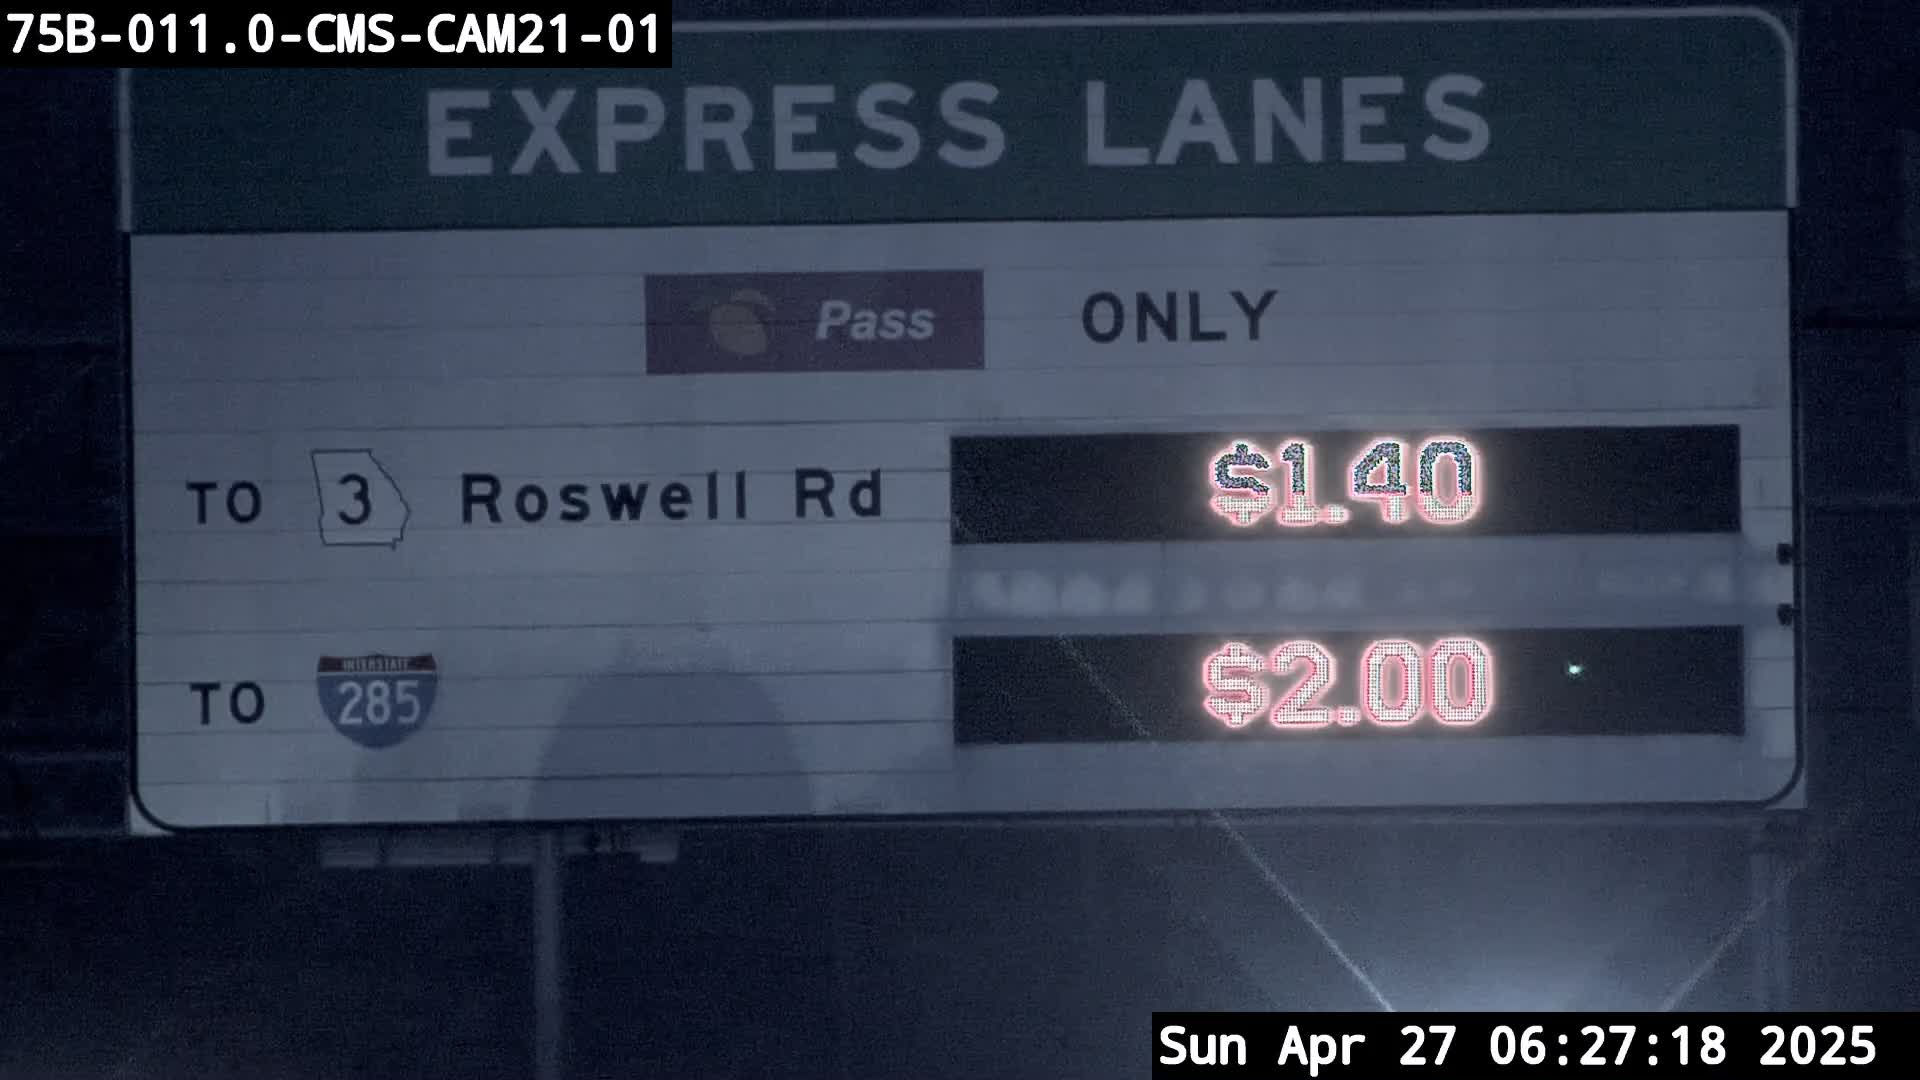 75B-011.0-CMS-CAM21-01
EXPRESS LANES
Pass ONLY
TO 3 Roswell Rd $1.40
INTERSTATE
TO 285 $2.00
Sun Apr 27 06:27:18 2025